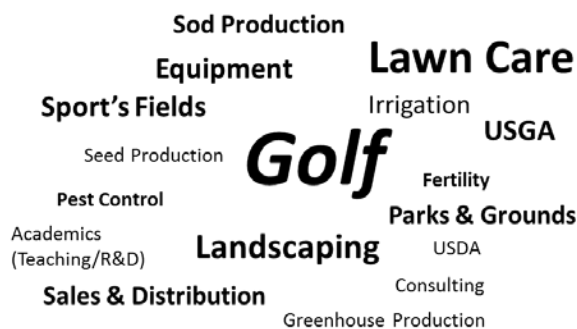 Sod Production
Lawn Care
Equipment
Sport's Fields
Irrigation
USGA
Golf
Seed Production
Fertility
Pest Control
Parks & Grounds
Academics
(Teaching/R&D)
Landscaping
USDA
Consulting
Sales & Distribution
Greenhouse Production